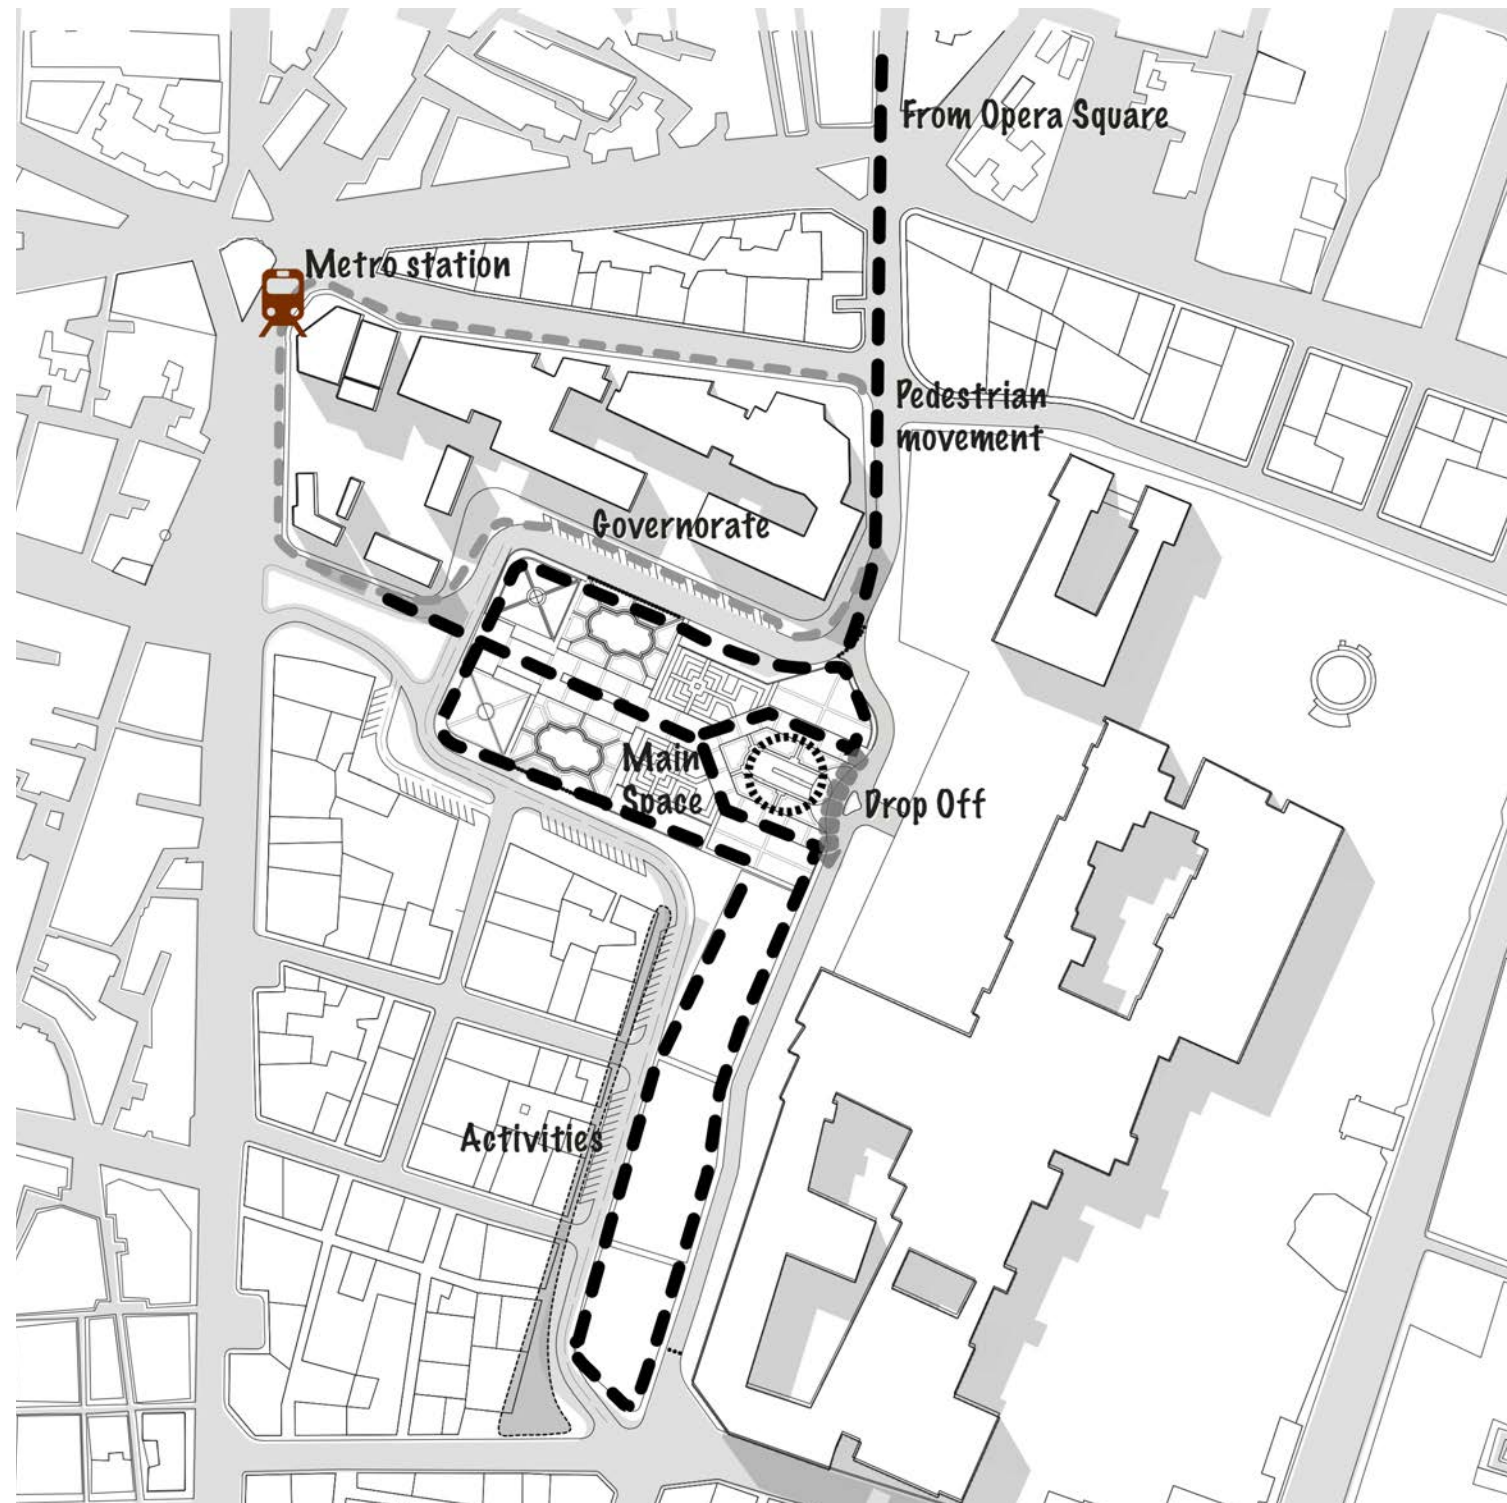 From Opera Square
Metro station
Pedestrian
movement
Governorate
Main
Space
Drop Off
Activities